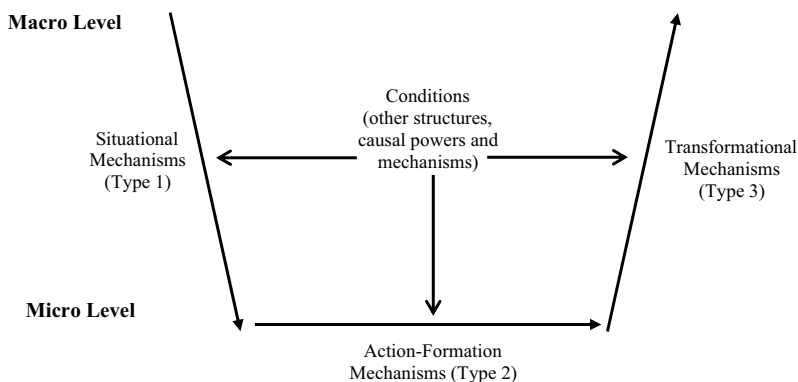 Macro Level
Conditions
(other structures,
causal powers and
mechanisms)
Situational
Mechanisms
(Type 1)
Transformational
Mechanisms
(Type 3)
Micro Level
Action-Formation
Mechanisms (Type 2)